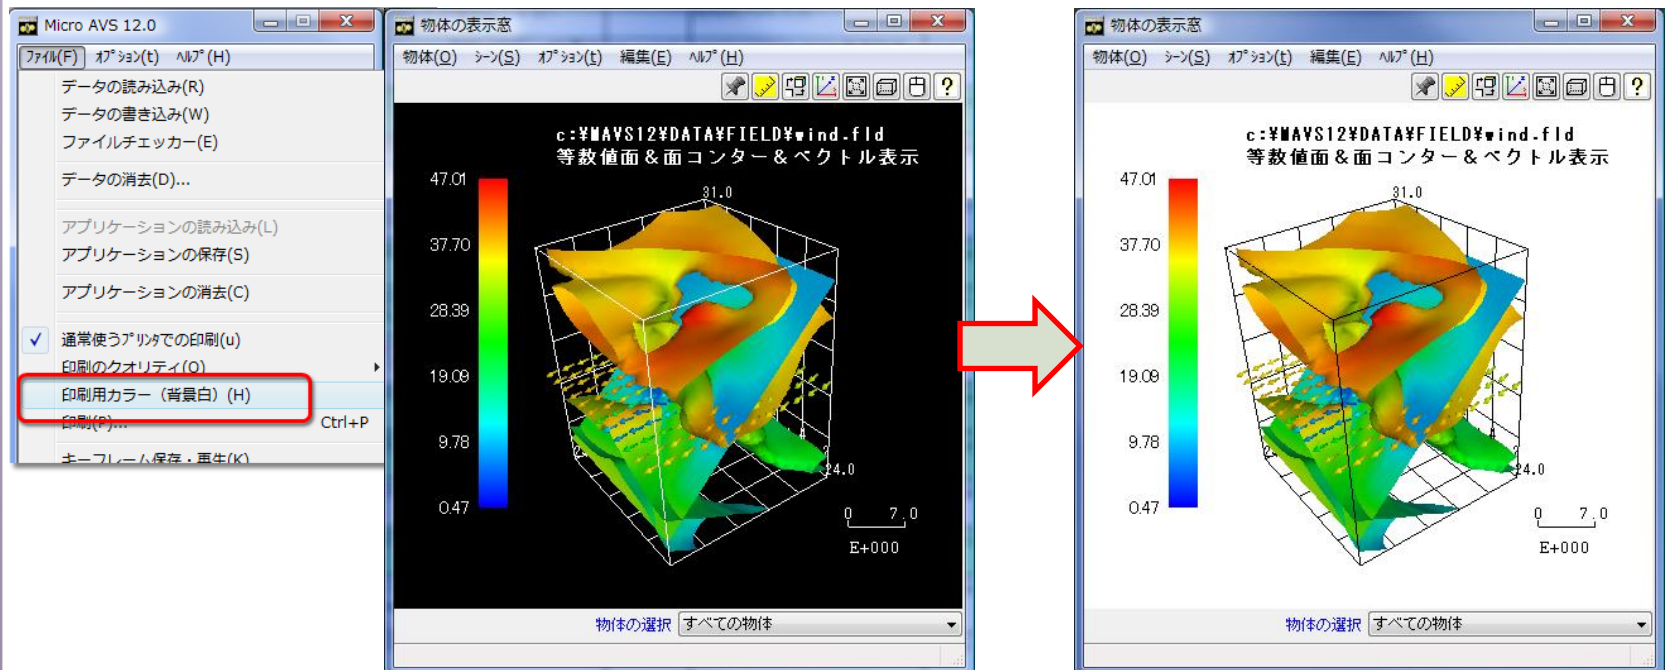 Micro AVS 12.0
ファイル(F) オプション(t) ヘルプ(H)
データの読み込み(R)
データの書き込み(W)
ファイルチェッカー(E)
データの消去(D)...
アプリケーションの読み込み(L)
アプリケーションの保存(S)
アプリケーションの消去(C)
通常使うプリンタでの印刷(u)
印刷のクオリティ(Q)
印刷用カラー（背景白）(H)
印刷(P)... Ctrl+P
キーフレーム保存・再生(K)
物体の表示窓
物体(O) シーン(S) オプション(t) 編集(E) ヘルプ(H)
?
c:¥MAVS12¥DATA¥FIELD¥wind.fld
等数値面＆面コンター＆ベクトル表示
47.01
31.0
37.70
28.39
19.09
9.78
24.0
0.47
0 7.0
E+000
物体の選択 すべての物体
物体の表示窓
物体(O) シーン(S) オプション(t) 編集(E) ヘルプ(H)
?
c:¥MAVS12¥DATA¥FIELD¥wind.fld
等数値面＆面コンター＆ベクトル表示
47.01
31.0
37.70
28.39
19.09
9.78
24.0
0.47
0 7.0
E+000
物体の選択 すべての物体